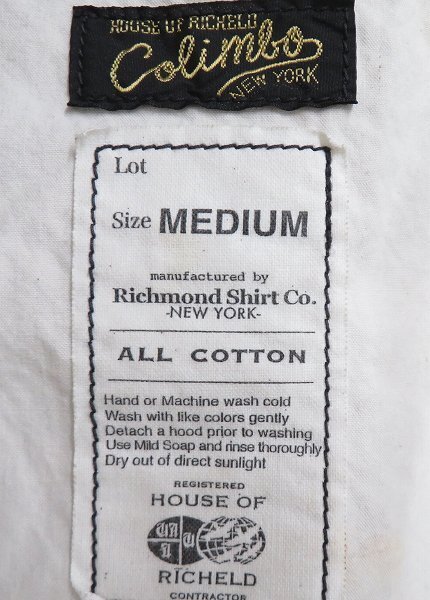 HOUSE OF RICHELD
Colimbo
NEW YORK
Lot
Size MEDIUM
manufactured by
Richmond Shirt Co.
-NEW YORK-
ALL COTTON
Hand or Machine wash cold
Wash with like colors gently
Detach a hood prior to washing
Use Mild Soap and rinse thoroughly
Dry out of direct sunlight
REGISTERED
HOUSE OF
RICHELD
CONTRACTOR